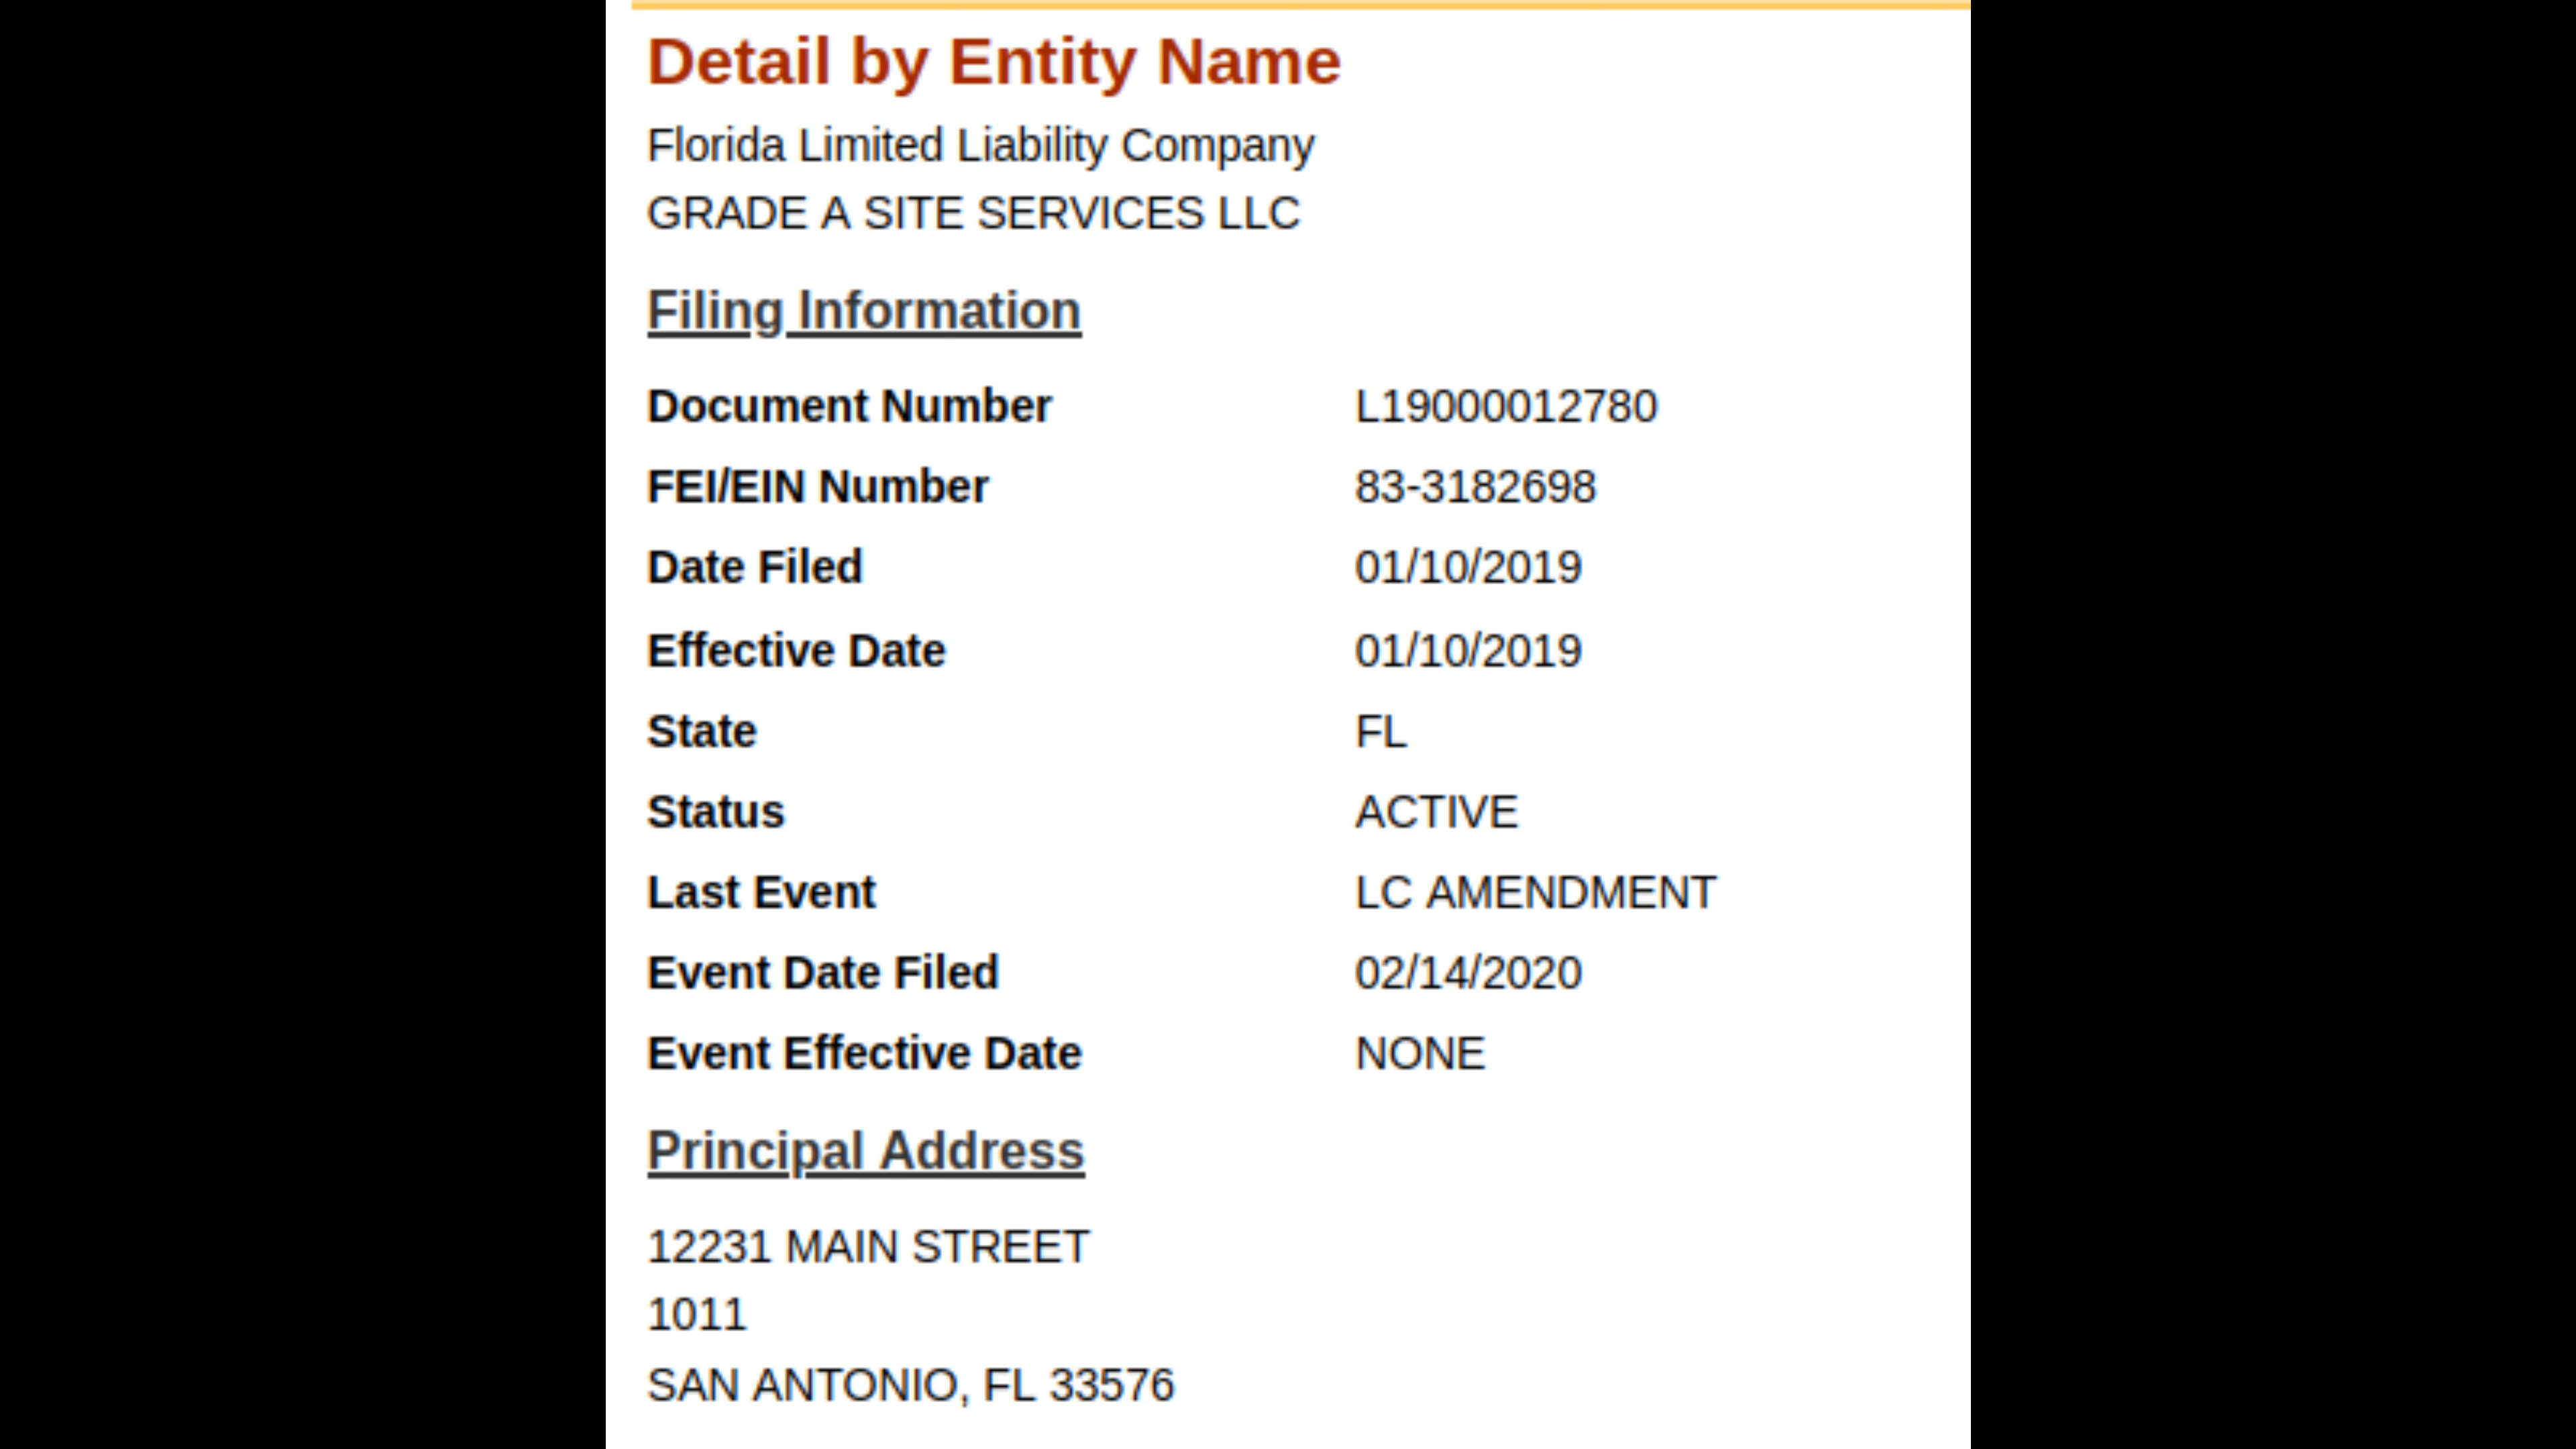 Detail by Entity Name
Florida Limited Liability Company
GRADE A SITE SERVICES LLC
Filing Information
Document Number L19000012780
FEI/EIN Number 83-3182698
Date Filed 01/10/2019
Effective Date 01/10/2019
State FL
Status ACTIVE
Last Event LC AMENDMENT
Event Date Filed 02/14/2020
Event Effective Date NONE
Principal Address
12231 MAIN STREET
1011
SAN ANTONIO, FL 33576